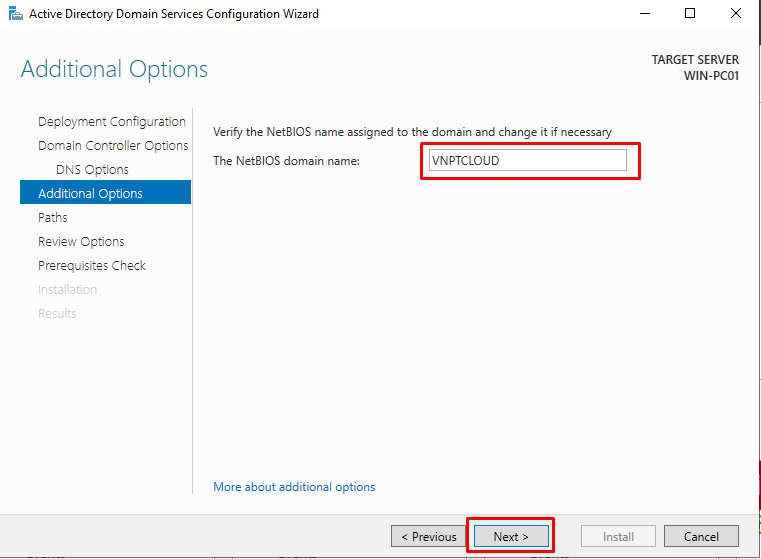 Active Directory Domain Services Configuration Wizard
Additional Options
TARGET SERVER
WIN-PC01
Deployment Configuration
Domain Controller Options
DNS Options
Additional Options
Paths
Review Options
Prerequisites Check
Installation
Results
Verify the NetBIOS name assigned to the domain and change it if necessary
The NetBIOS domain name: VNPTCLOUD
More about additional options
< Previous Next > Install Cancel